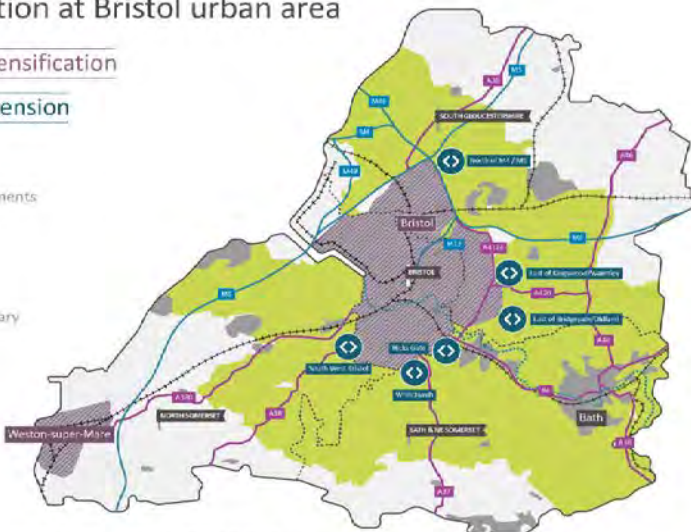 tion at Bristol urban area
ensification
ension
ments
ary
M5
SOUTH GLOUCESTERSHIRE
A46
M4
M49
North of M4 / M5
Bristol
M32
A4174
M4
BRISTOL
East of Kingswood/Warmley
A420
M5
East of Bridgeyate/Oldland
Hicks Gate
South West Bristol
Whitchurch
A4
Bath
A370
NORTH SOMERSET
A38
BATH & NE SOMERSET
Weston-super-Mare
A37